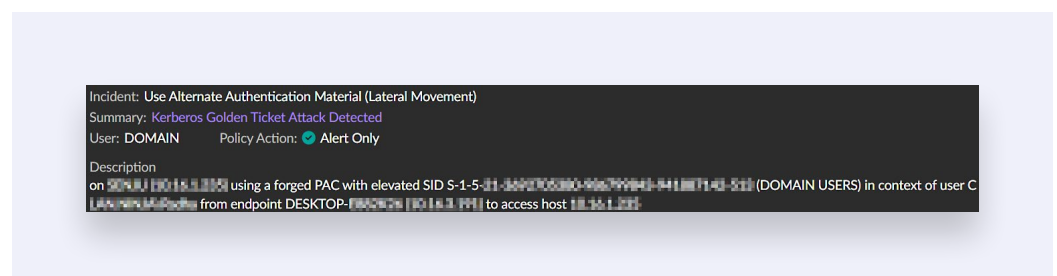 Incident: Use Alternate Authentication Material (Lateral Movement)
Summary: Kerberos Golden Ticket Attack Detected
User: DOMAIN Policy Action: Alert Only
Description
on using a forged PAC with elevated SID S-1-5- (DOMAIN USERS) in context of user C
from endpoint DESKTOP- to access host